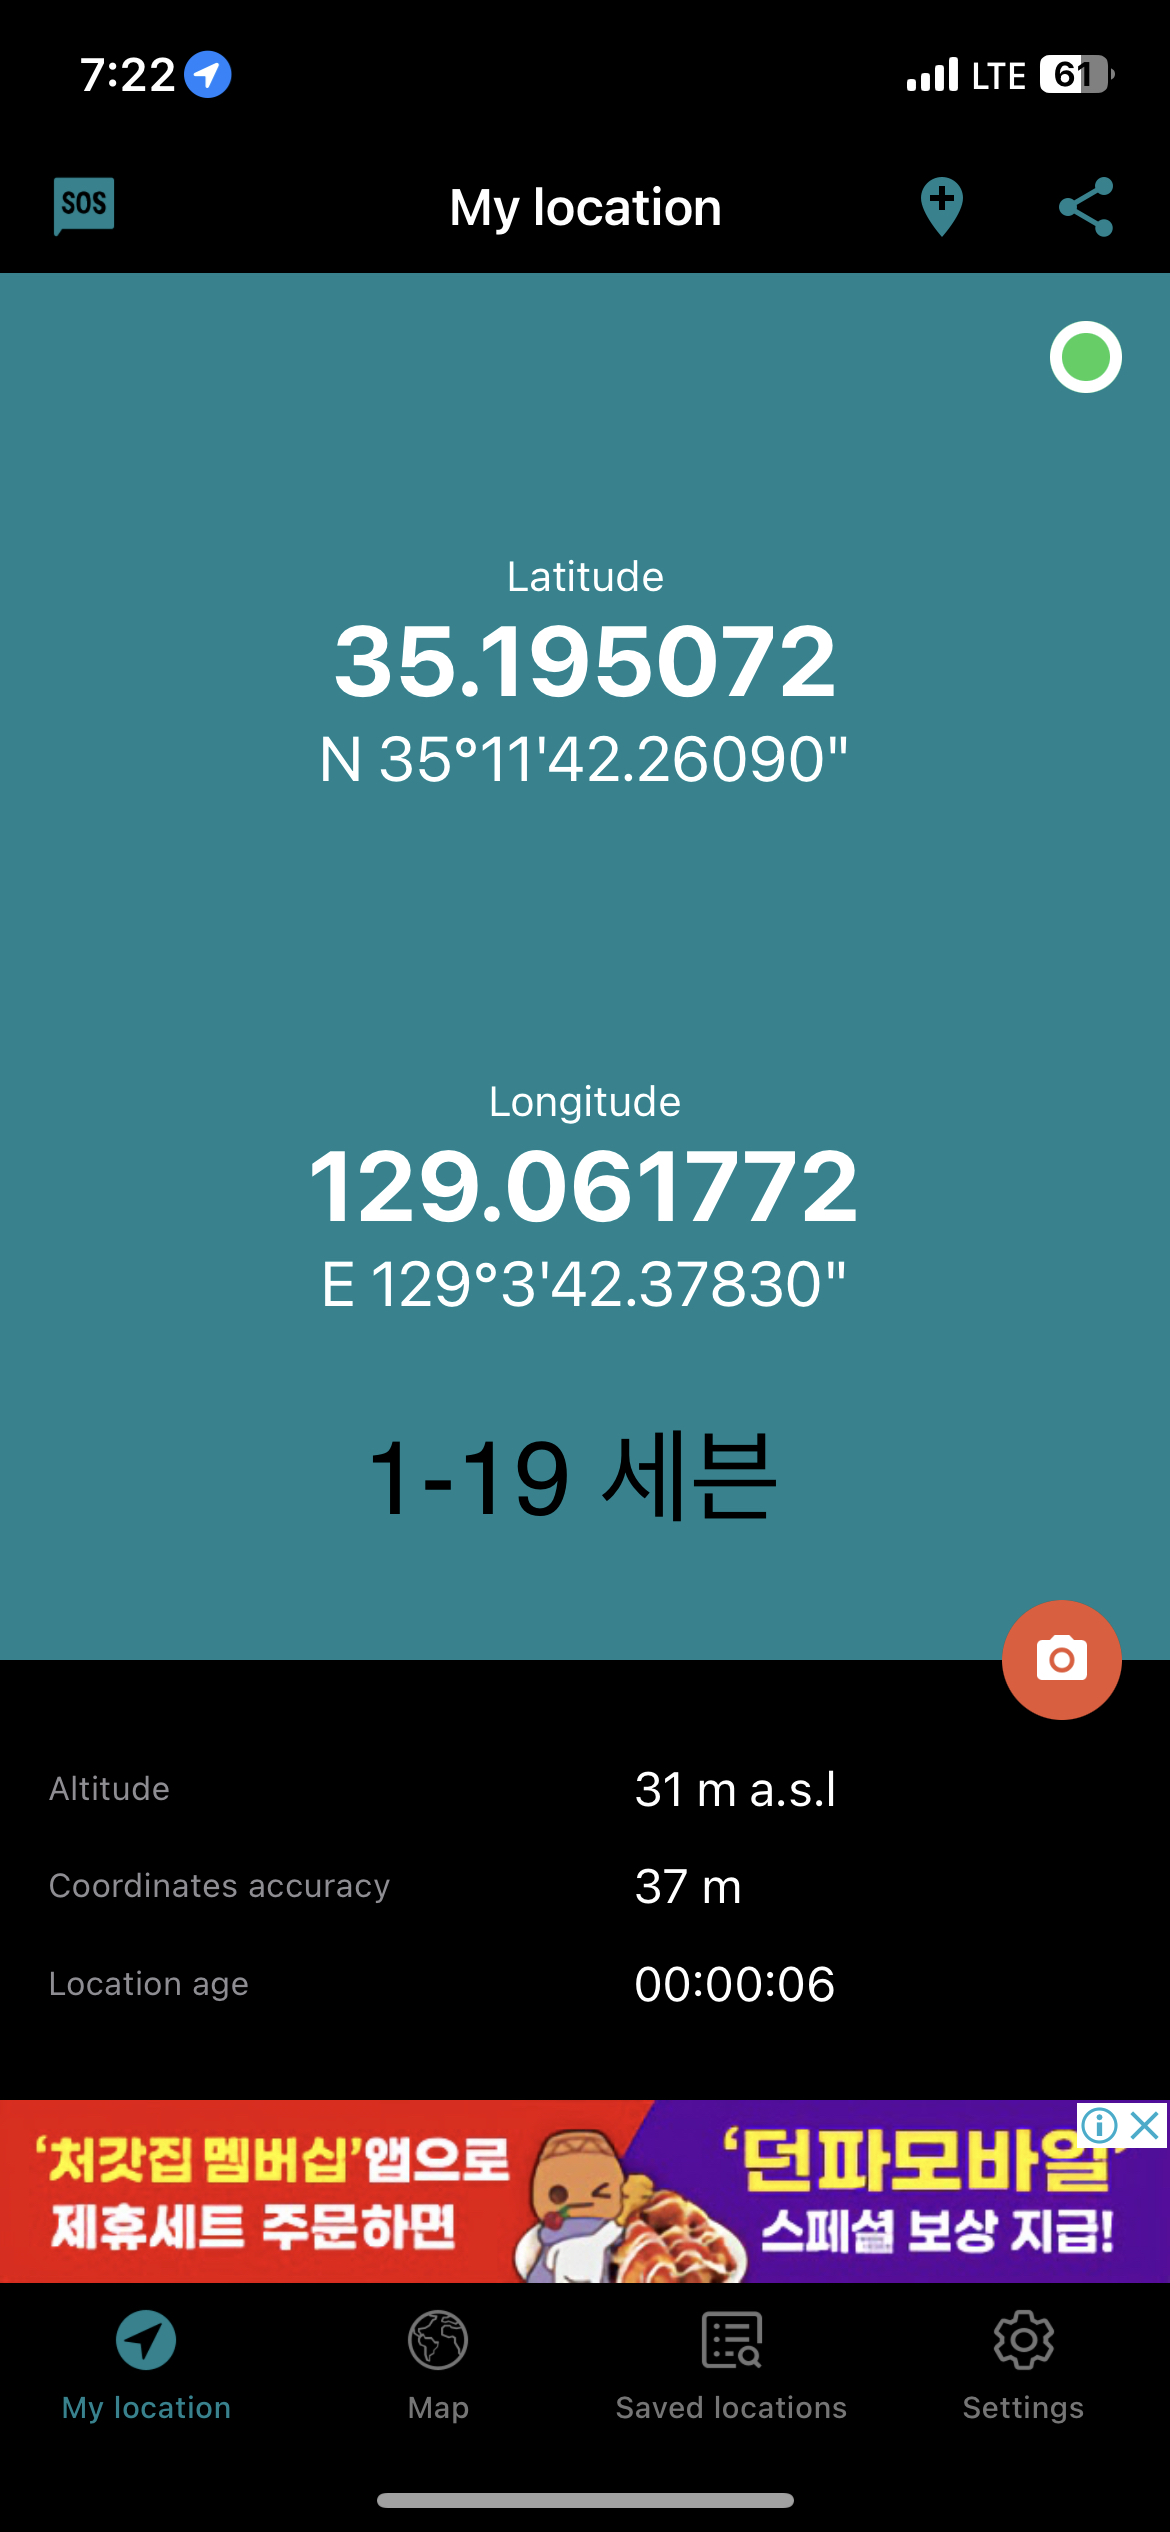 7:22 LTE 61
SOS My location
Latitude
35.195072
N 35°11'42.26090"
Longitude
129.061772
E 129°3'42.37830"
1-19 세븐
Altitude 31 m a.s.l
Coordinates accuracy 37 m
Location age 00:00:06
‘처갓집 멤버십’앱으로
제휴세트 주문하면
‘던파모바일’
스페셜 보상 지급!
My location Map Saved locations Settings